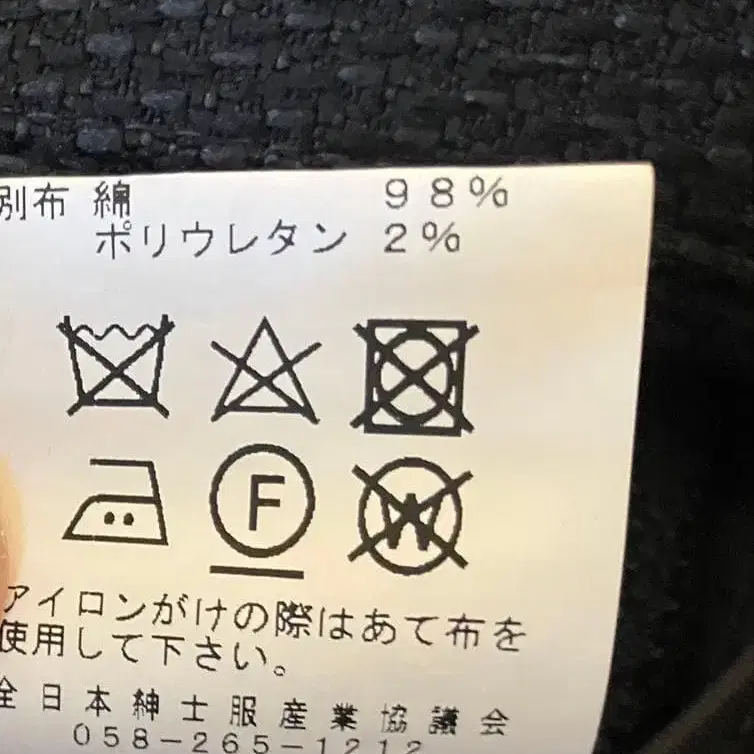 別布 綿 98%
ポリウレタン 2%
F
W
アイロンがけの際はあて布を
使用して下さい。
全日本紳士服産業協議会
058-265-1212